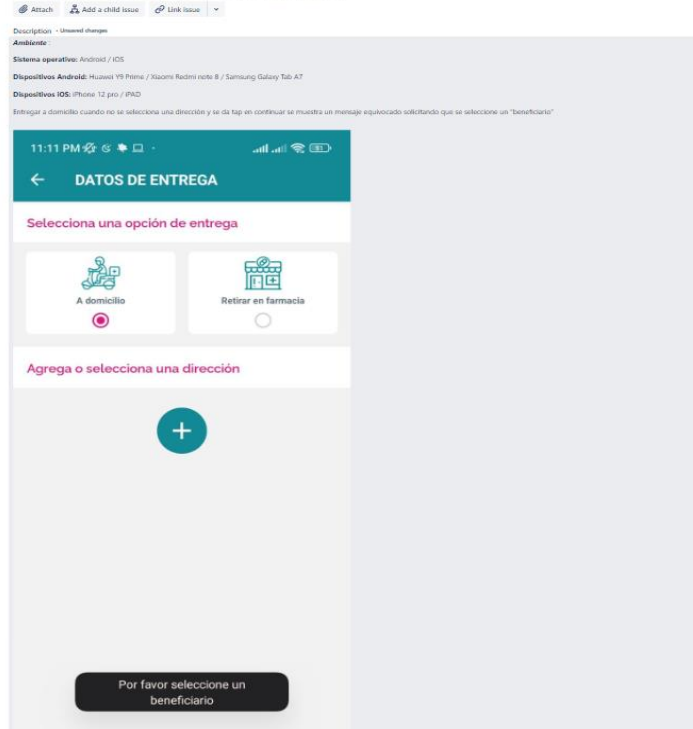 Attach Add a child issue Link issue
Description • Unsaved changes
Ambiente :
Sistema operativo: Android / iOS
Dispositivos Android: Huawei Y9 Prime / Xiaomi Redmi note 8 / Samsung Galaxy Tab A7
Dispositivos iOS: iPhone 12 pro / iPAD
Entregar a domicilio cuando no se selecciona una dirección y se da tap en continuar se muestra un mensaje equivocado solicitando que se seleccione un "beneficiario"
11:11 PM
DATOS DE ENTREGA
Selecciona una opción de entrega
A domicilio Retirar en farmacia
Agrega o selecciona una dirección
Por favor seleccione un
beneficiario